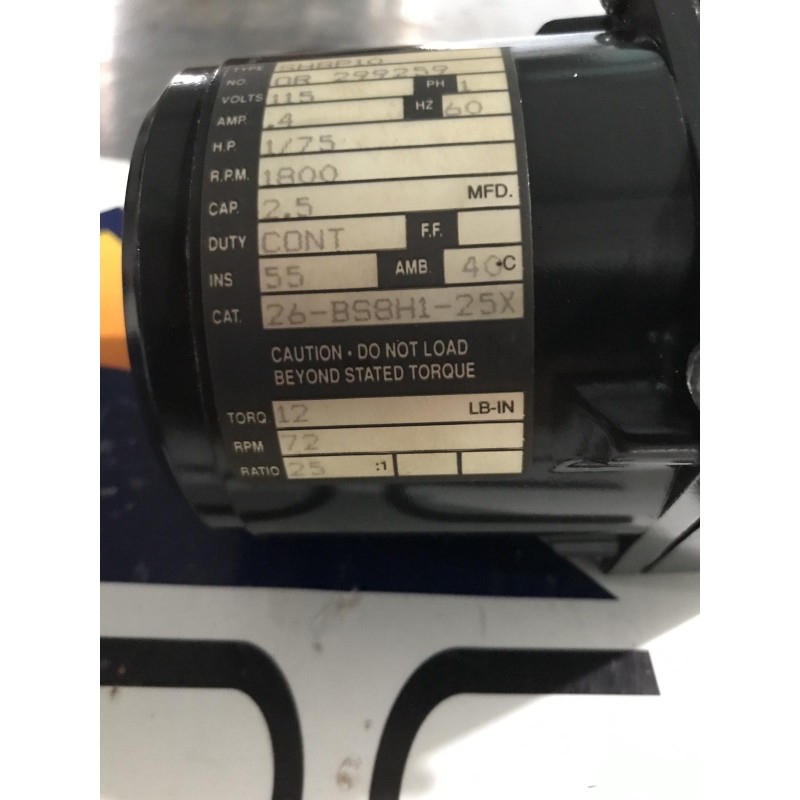 TYPE SH8P10
NO. OR 299259 PH 1
VOLTS 115 HZ 60
AMP. .4
H.P. 1/75
R.P.M. 1800
CAP. 2.5 MFD.
DUTY CONT F.F.
INS 55 AMB. 40°C
CAT. 26-BS8H1-25X
CAUTION · DO NOT LOAD
BEYOND STATED TORQUE
TORQ 12 LB-IN
RPM 72
RATIO 25 :1